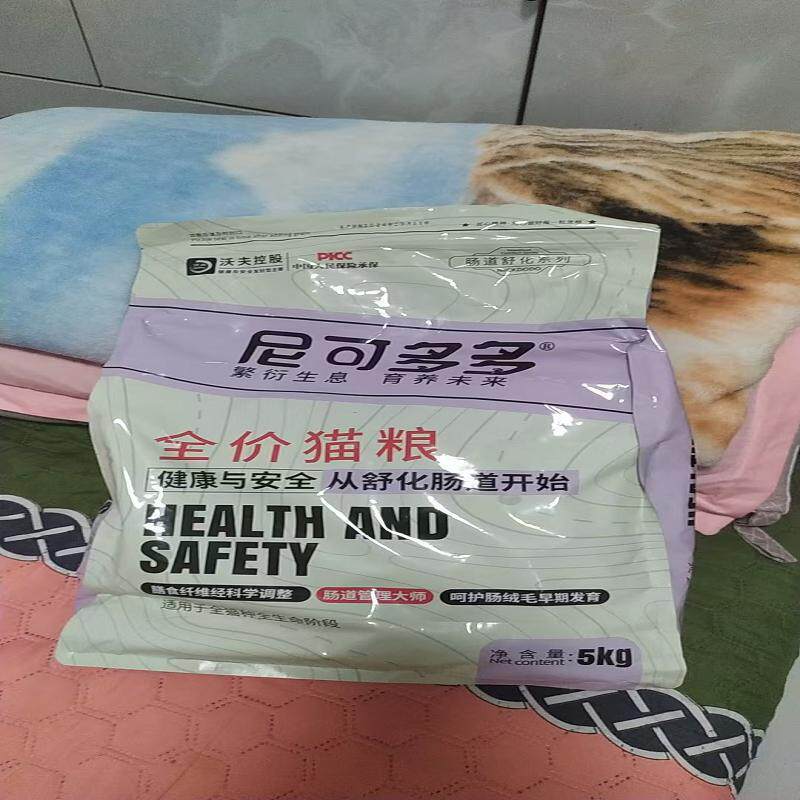 沃夫控股
PICC
中国人民保险承保
肠道舒化系列
尼可多多®
繁衍生息 育养未来
全价猫粮
健康与安全 从舒化肠道开始
HEALTH AND
SAFETY
膳食纤维经科学调整 肠道管理大师 呵护肠绒毛早期发育
适用于全猫种全生命阶段
净含量:
Net content:
5kg